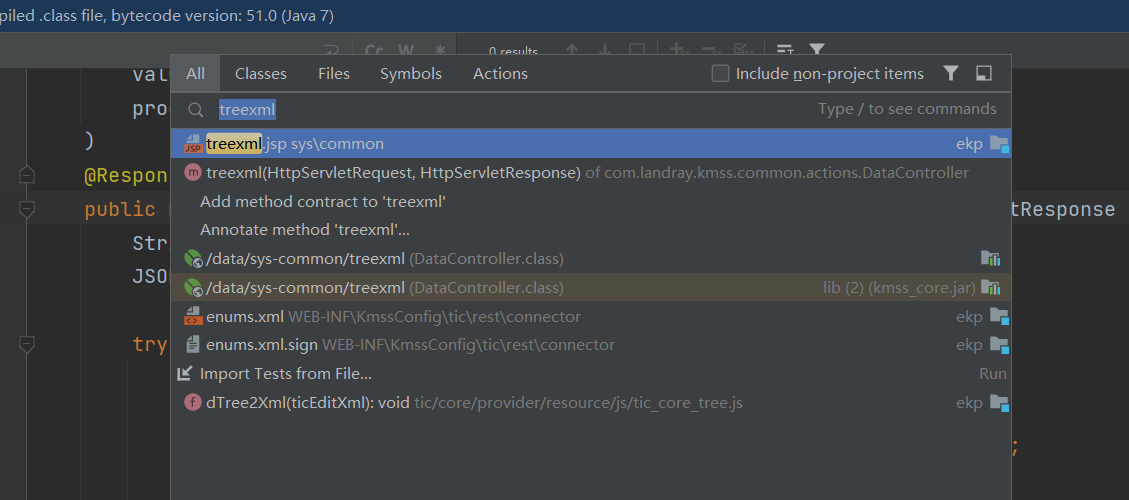 piled .class file, bytecode version: 51.0 (Java 7)
Cc W * 0 results
All Classes Files Symbols Actions Include non-project items
treexml Type / to see commands
treexml.jsp sys\common ekp
treexml(HttpServletRequest, HttpServletResponse) of com.landray.kmss.common.actions.DataController
Add method contract to 'treexml'
Annotate method 'treexml'...
/data/sys-common/treexml (DataController.class)
/data/sys-common/treexml (DataController.class) lib (2) (kmss_core.jar)
enums.xml WEB-INF\KmssConfig\tic\rest\connector ekp
enums.xml.sign WEB-INF\KmssConfig\tic\rest\connector ekp
Import Tests from File... Run
dTree2Xml(ticEditXml): void tic/core/provider/resource/js/tic_core_tree.js ekp
valu
prod
)
@Respon
public tResponse
Stri
JSON
try
;